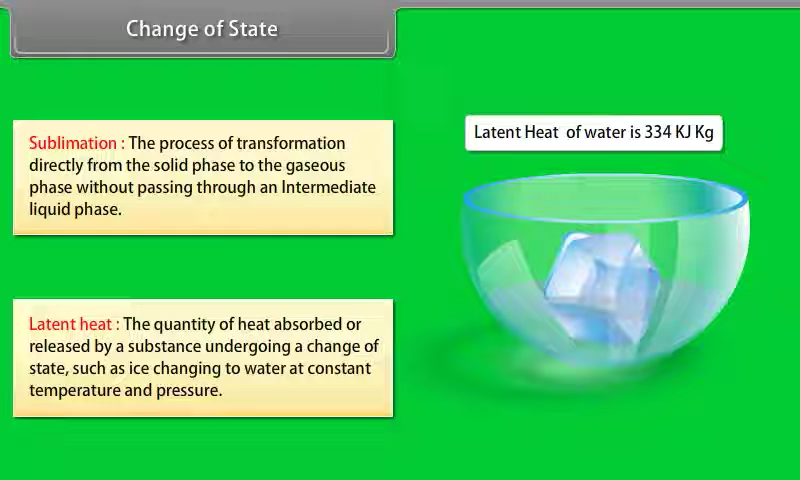 Change of State
Sublimation : The process of transformation
directly from the solid phase to the gaseous
phase without passing through an Intermediate
liquid phase.
Latent Heat  of water is 334 KJ Kg
Latent heat : The quantity of heat absorbed or
released by a substance undergoing a change of
state, such as ice changing to water at constant
temperature and pressure.